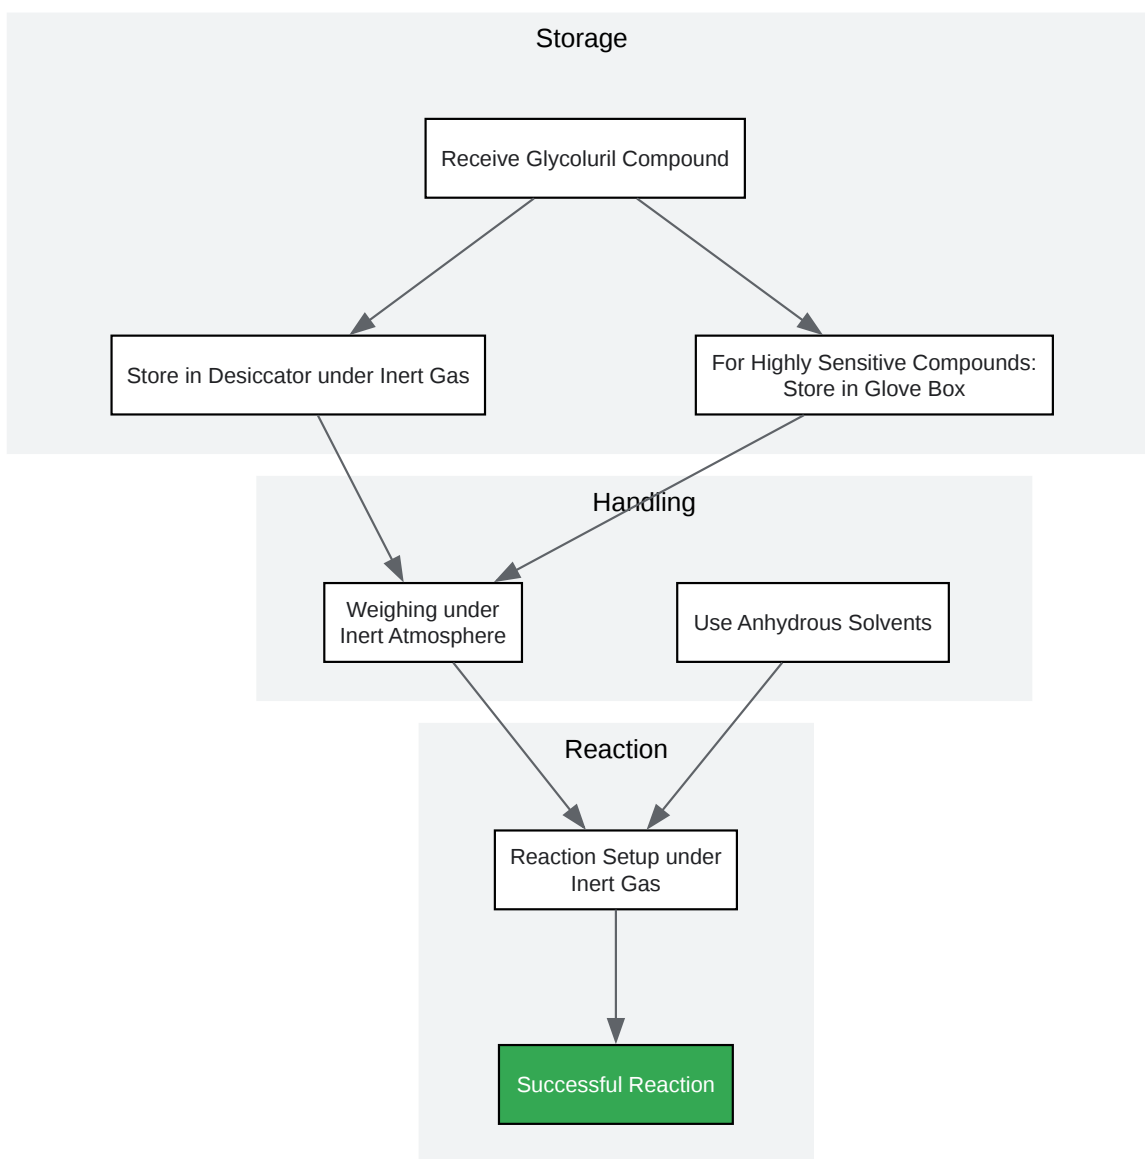 Storage
Receive Glycoluril Compound
Store in Desiccator under Inert Gas
For Highly Sensitive Compounds:
Store in Glove Box
Handling
Weighing under
Inert Atmosphere
Use Anhydrous Solvents
Reaction
Reaction Setup under
Inert Gas
Successful Reaction